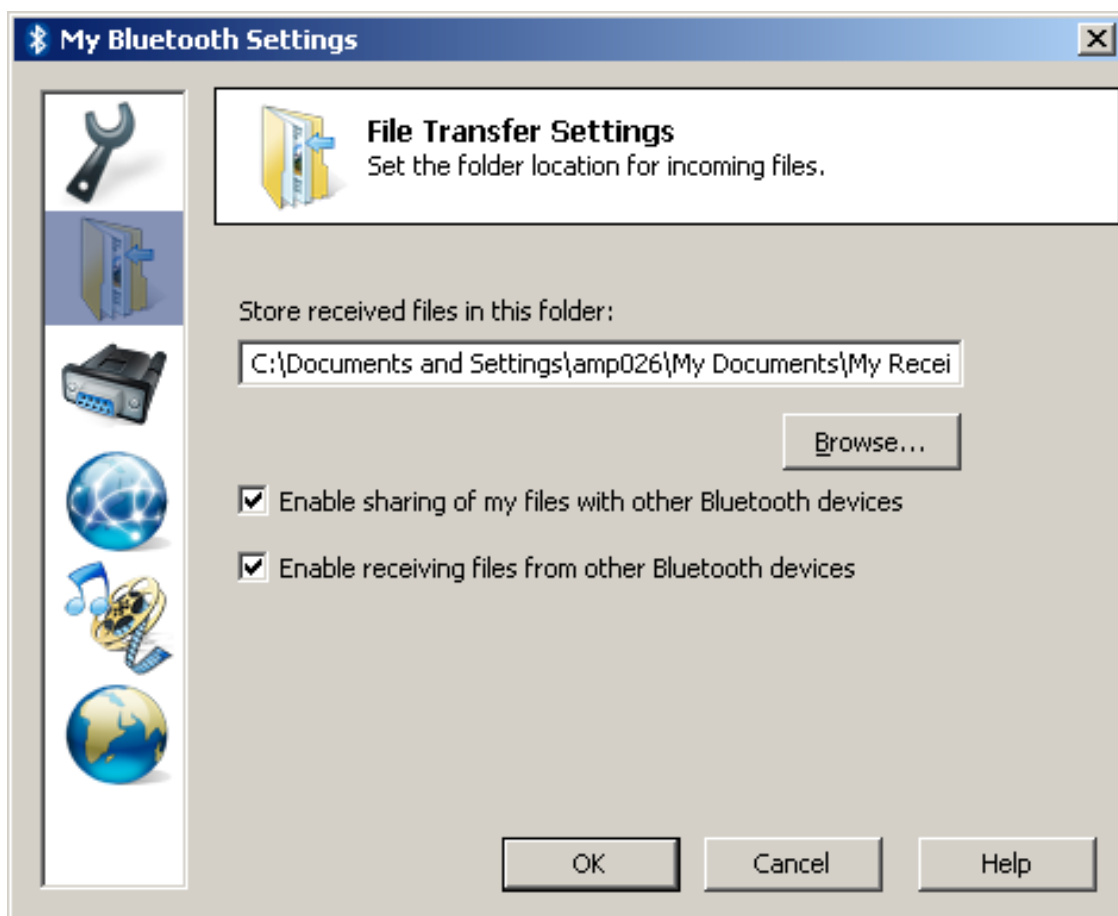 My Bluetooth Settings
File Transfer Settings
Set the folder location for incoming files.
Store received files in this folder:
C:\Documents and Settings\amp026\My Documents\My Recei
Browse...
Enable sharing of my files with other Bluetooth devices
Enable receiving files from other Bluetooth devices
OK
Cancel
Help